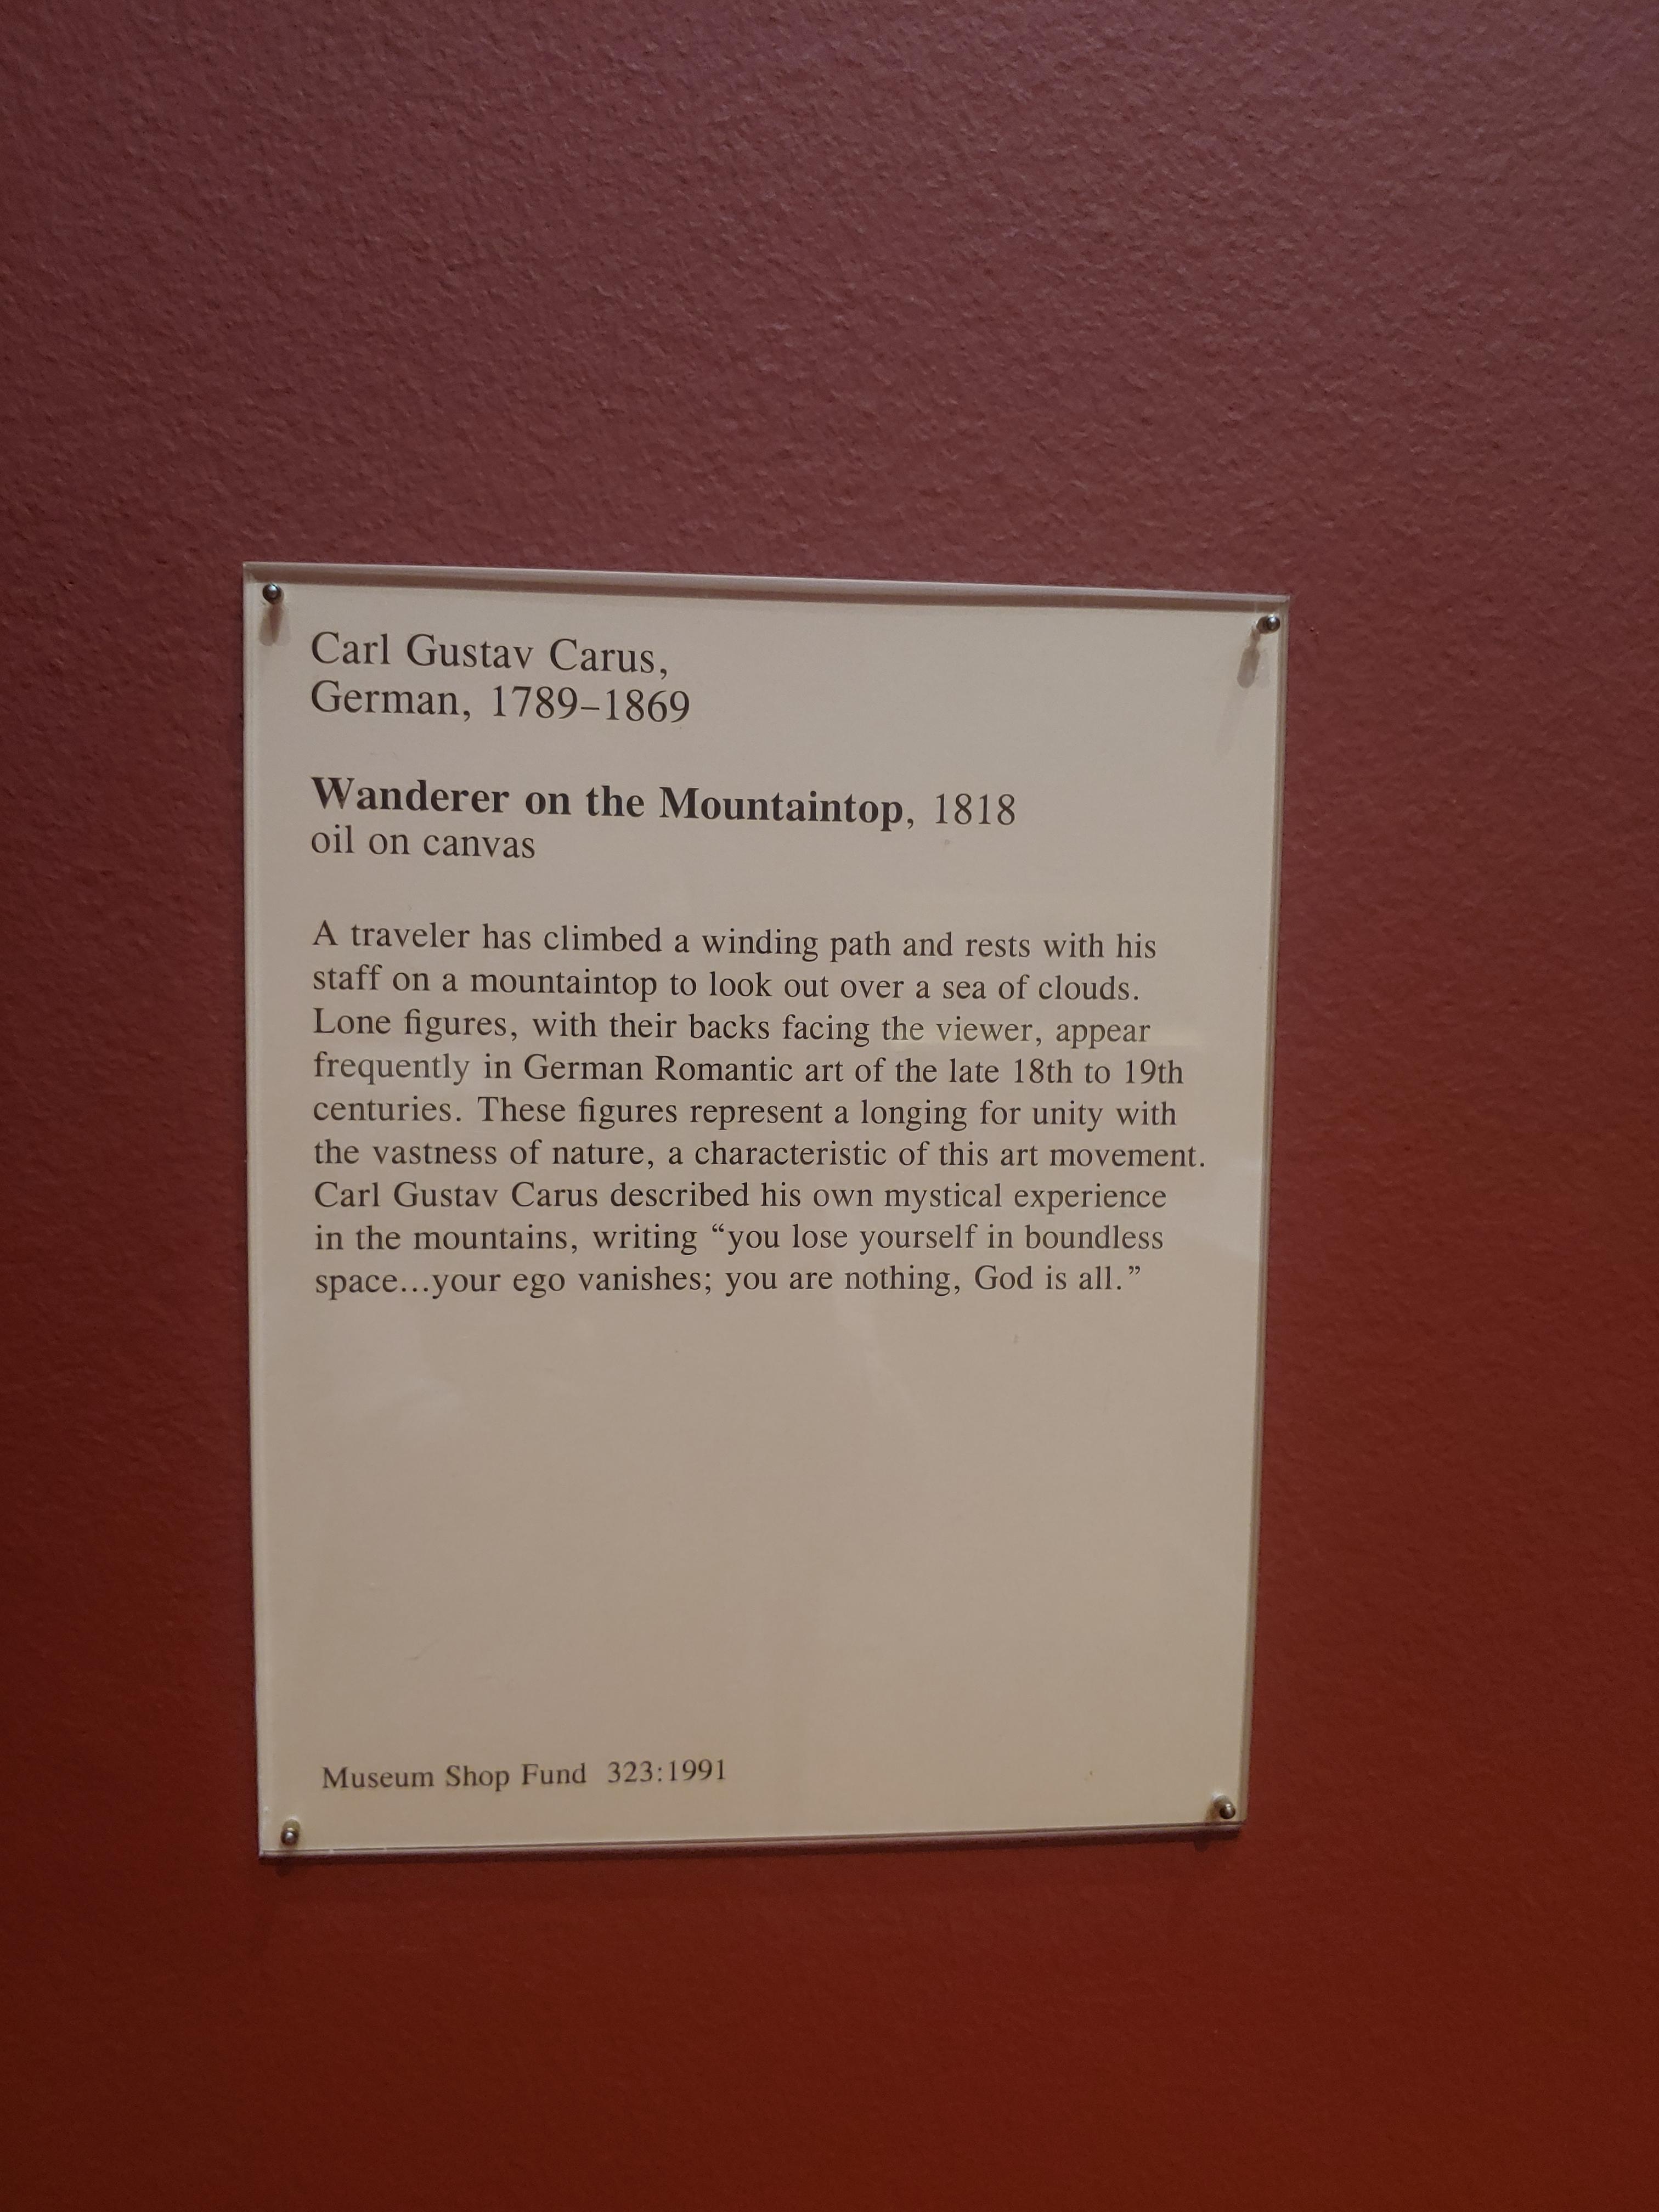 Carl Gustav Carus,
German, 1789–1869
Wanderer on the Mountaintop, 1818
oil on canvas
A traveler has climbed a winding path and rests with his
staff on a mountaintop to look out over a sea of clouds.
Lone figures, with their backs facing the viewer, appear
frequently in German Romantic art of the late 18th to 19th
centuries. These figures represent a longing for unity with
the vastness of nature, a characteristic of this art movement.
Carl Gustav Carus described his own mystical experience
in the mountains, writing “you lose yourself in boundless
space...your ego vanishes; you are nothing, God is all.”
Museum Shop Fund 323:1991